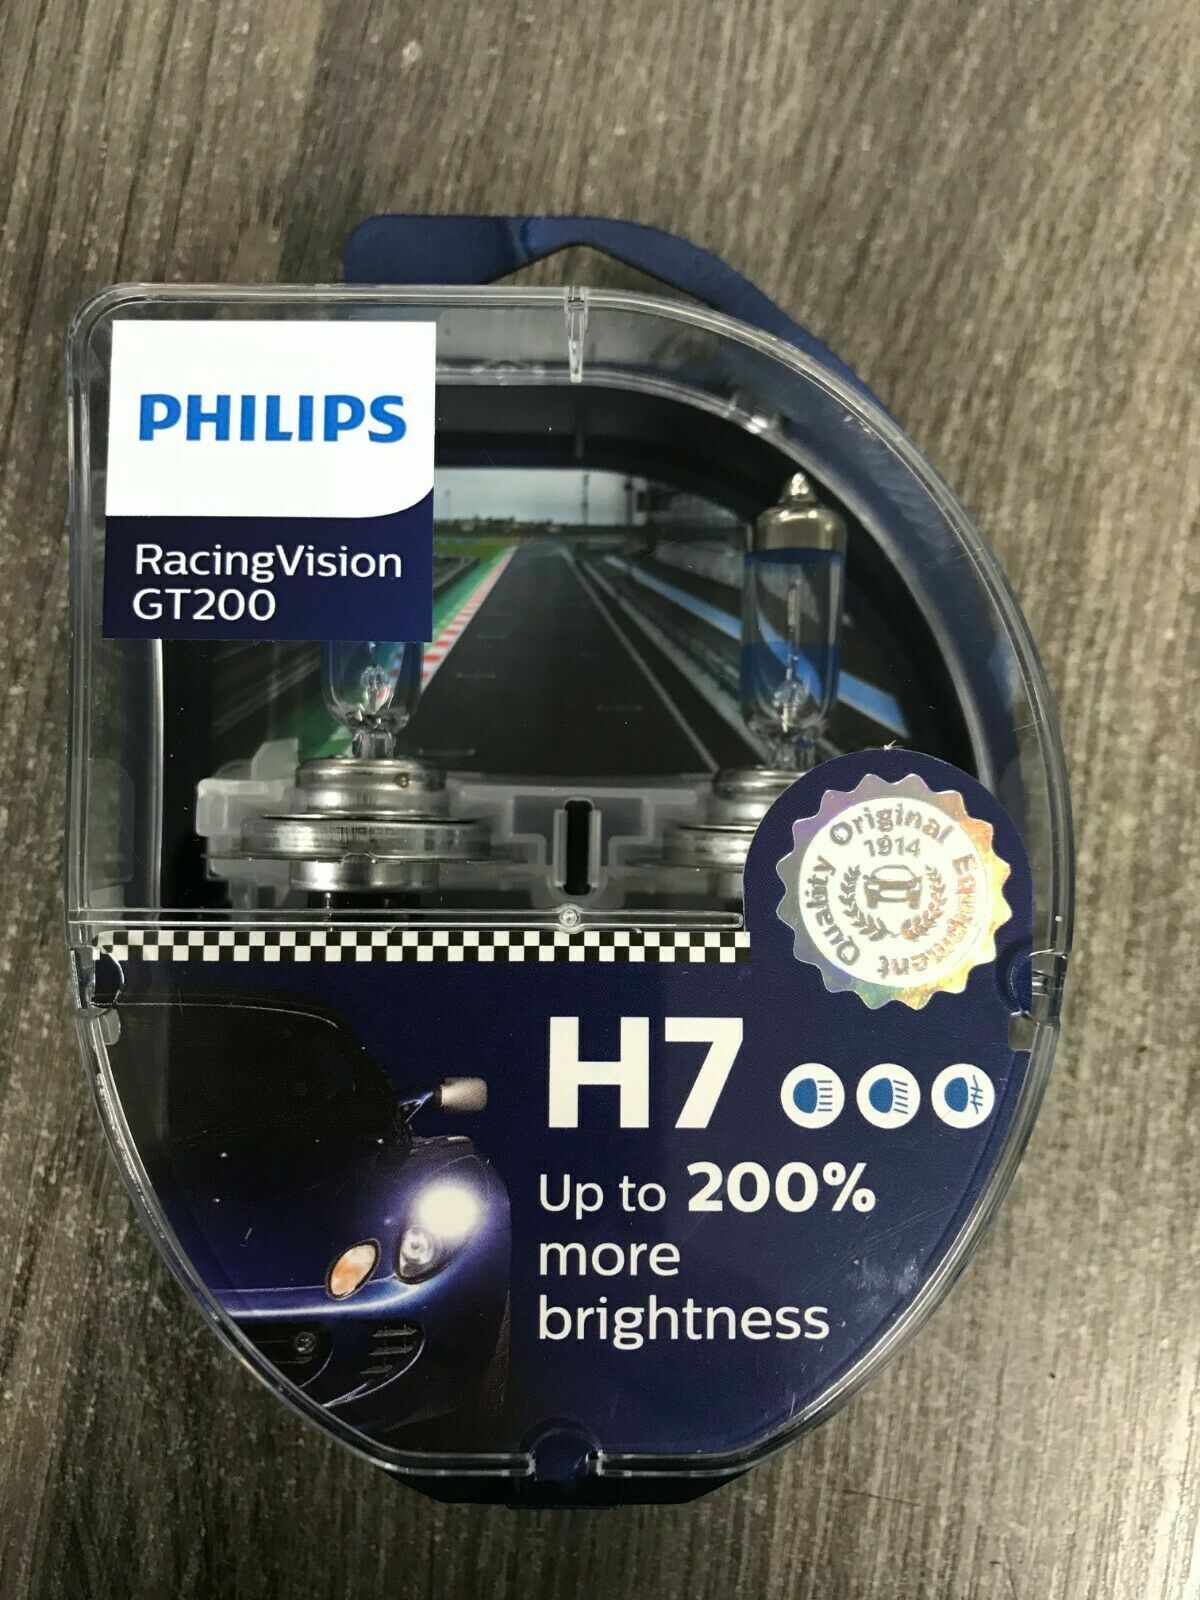 PHILIPS
RacingVision
GT200
Quality Original Equipment
1914
H7
Up to 200%
more
brightness